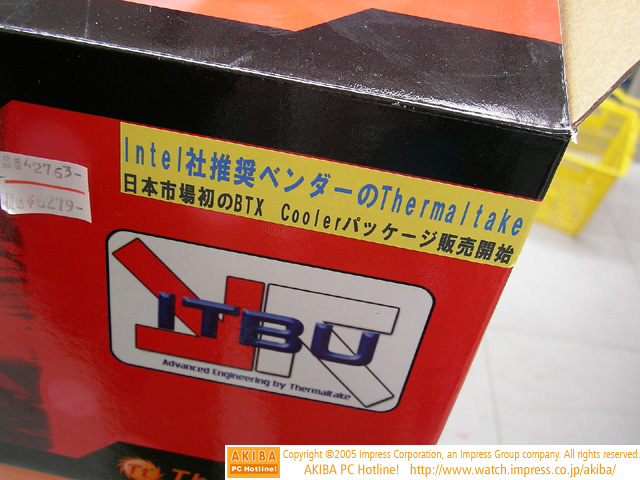 Intel社推奨ベンダーのThermaltake
日本市場初のBTX Coolerパッケージ販売開始
42763-
6279-
ITBU
Advanced Engineering by Thermaltake
Tt Th
AKIBA
PC Hotline!
Copyright ©2005 Impress Corporation, an Impress Group company. All rights reserved.
AKIBA PC Hotline! http://www.watch.impress.co.jp/akiba/